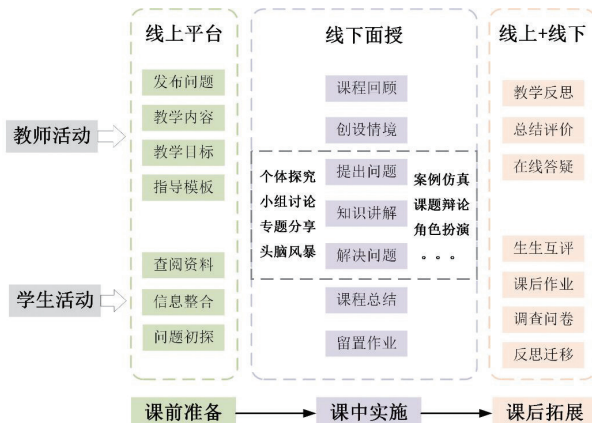 线上平台
线下面授
线上+线下
教师活动
发布问题
教学内容
教学目标
指导模板
学生活动
查阅资料
信息整合
问题初探
课程回顾
创设情境
个体探究
小组讨论
专题分享
头脑风暴
提出问题
知识讲解
解决问题
案例仿真
课题辩论
角色扮演
。。。
课程总结
留置作业
教学反思
总结评价
在线答疑
生生互评
课后作业
调查问卷
反思迁移
课前准备
课中实施
课后拓展